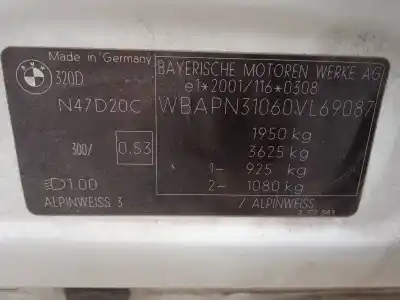 BMW
Made in Germany
320D
N47D20C
300/ 0.53
1.00
ALPINWEISS 3
BAYERISCHE MOTOREN WERKE AG
e1*2001/116*0308
WBAPN31060VL69087
1950 kg
3625 kg
1- 925 kg
2- 1080 kg
/ ALPINWEISS